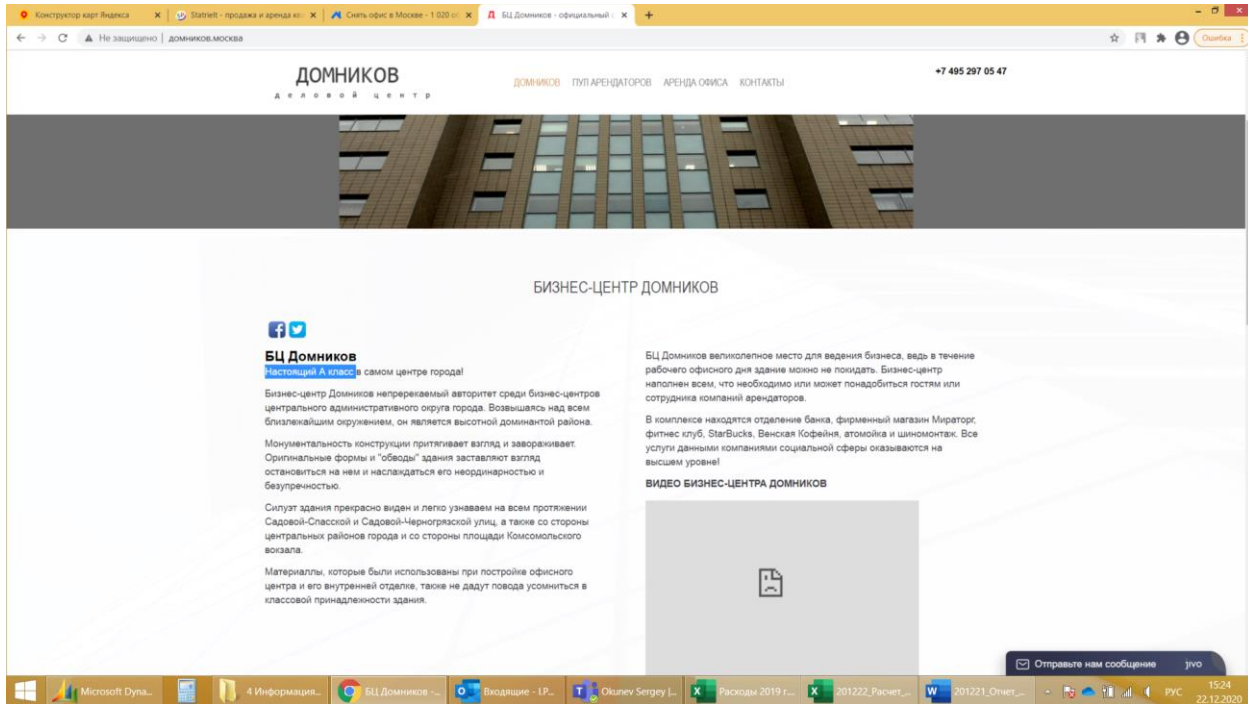 Конструктор карт Яндекса
Statrielt - продажа и аренда ко
Снять офис в Москве - 1 020 о
БЦ Домников - официальный с
Не защищено | домников.москва
Ошибка
ДОМНИКОВ
деловой центр
ДОМНИКОВ ПУЛ АРЕНДАТОРОВ АРЕНДА ОФИСА КОНТАКТЫ
+7 495 297 05 47
БИЗНЕС-ЦЕНТР ДОМНИКОВ
БЦ Домников
Настоящий А класс в самом центре города!
Бизнес-центр Домников непререкаемый авторитет среди бизнес-центров
центрального административного округа города. Возвышаясь над всем
близлежайшим окружением, он является высотной доминантой района.
Монументальность конструкции притягивает взгляд и завораживает.
Оригинальные формы и "обводы" здания заставляют взгляд
остановиться на нем и наслаждаться его неординарностью и
безупречностью.
Силуэт здания прекрасно виден и легко узнаваем на всем протяжении
Садовой-Спасской и Садовой-Черногрязской улиц, а также со стороны
центральных районов города и со стороны площади Комсомольского
вокзала.
Материаллы, которые были использованы при постройке офисного
центра и его внутренней отделке, также не дадут повода усомниться в
классовой принадлежности здания.
БЦ Домников великолепное место для ведения бизнеса, ведь в течение
рабочего офисного дня здание можно не покидать. Бизнес-центр
наполнен всем, что необходимо или может понадобиться гостям или
сотрудника компаний арендаторов.
В комплексе находятся отделение банка, фирменный магазин Мираторг,
фитнес клуб, StarBucks, Венская Кофейня, атомойка и шиномонтаж. Все
услуги данными компаниями социальной сферы оказываются на
высшем уровне!
ВИДЕО БИЗНЕС-ЦЕНТРА ДОМНИКОВ
Отправьте нам сообщение jivo
Microsoft Dyna...
4 Информация...
БЦ Домников -...
Входящие - I.P...
Okunev Sergey |...
Расходы 2019 г...
201222_Расчет_...
201221_Отчет_...
РУС
15:24
22.12.2020